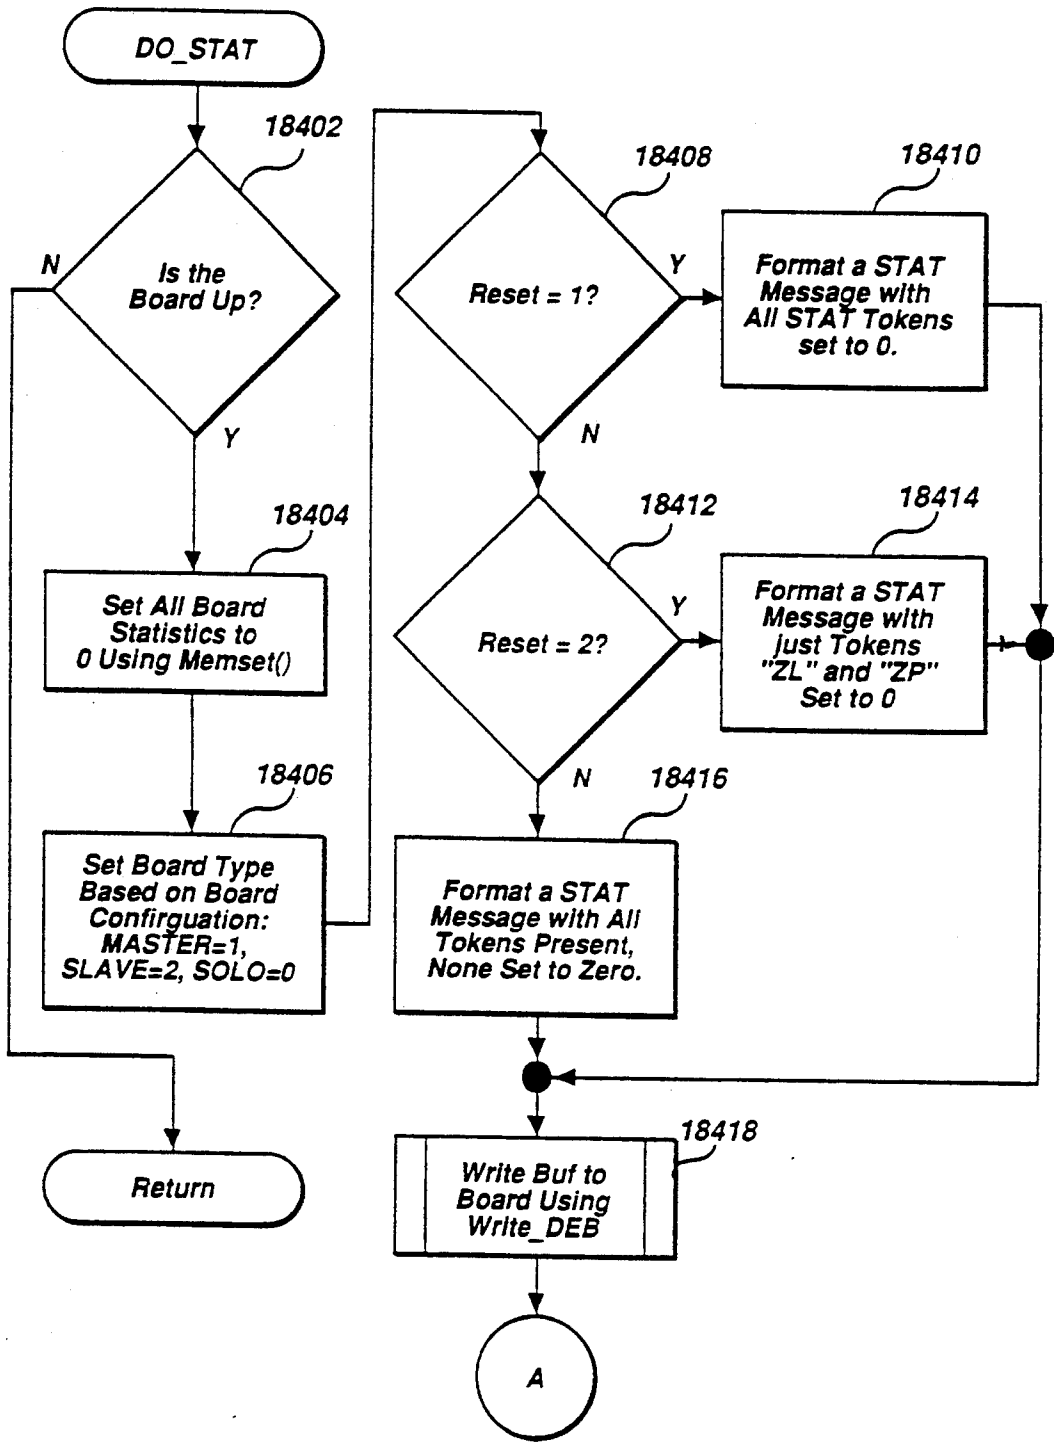 DO_STAT
18402
N
Is the
Board Up?
Y
18404
Set All Board
Statistics to
0 Using Memset()
18406
Set Board Type
Based on Board
Confirguation:
MASTER=1,
SLAVE=2, SOLO=0
Return
18408
Reset = 1?
Y
N
18410
Format a STAT
Message with
All STAT Tokens
set to 0.
18412
Reset = 2?
Y
N
18414
Format a STAT
Message with
just Tokens
"ZL" and "ZP"
Set to 0
18416
Format a STAT
Message with All
Tokens Present,
None Set to Zero.
18418
Write Buf to
Board Using
Write_DEB
A